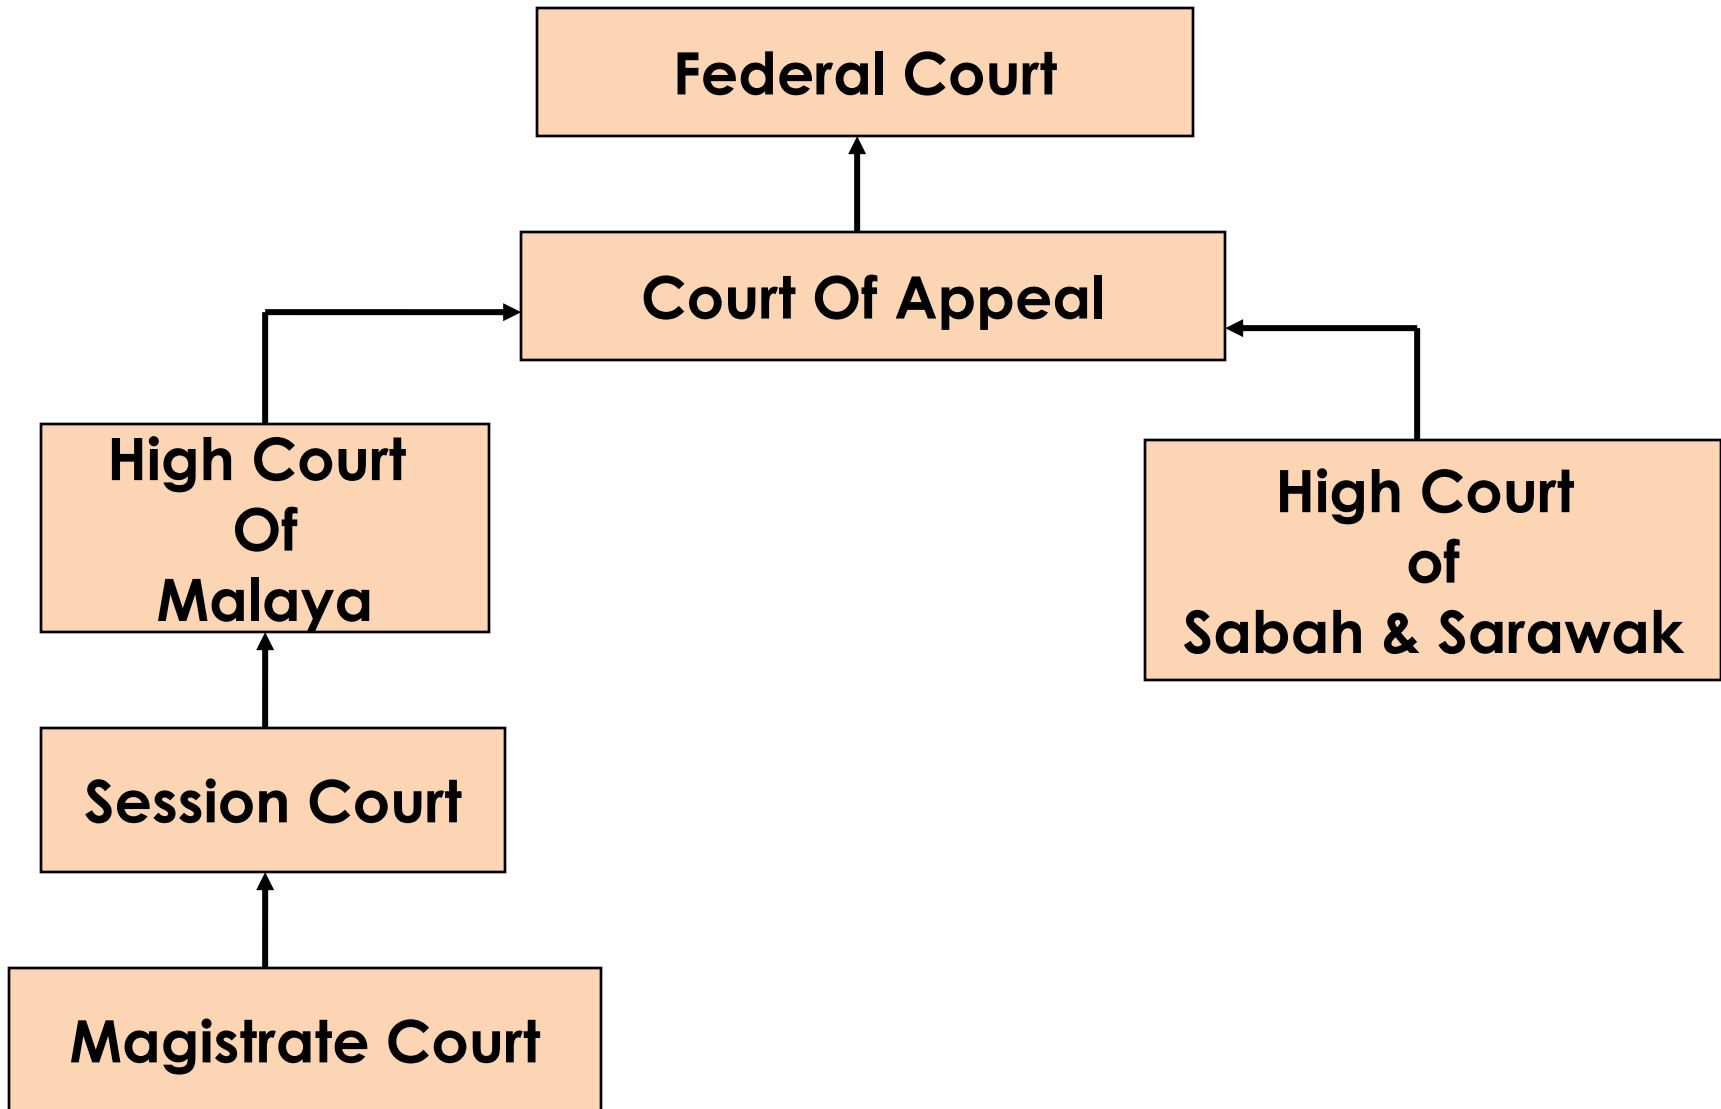 Federal Court
Court Of Appeal
High Court
Of
Malaya
High Court
of
Sabah & Sarawak
Session Court
Magistrate Court